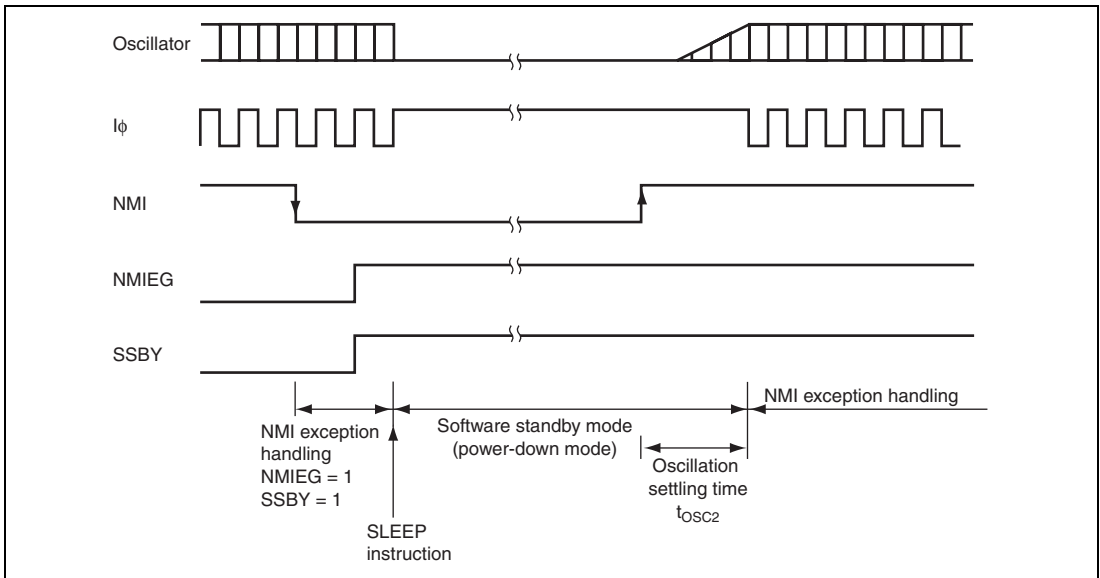 Oscillator
Iϕ
NMI
NMIEG
SSBY
NMI exception
handling
NMIEG = 1
SSBY = 1
Software standby mode
(power-down mode)
NMI exception handling
Oscillation
settling time
tOSC2
SLEEP
instruction